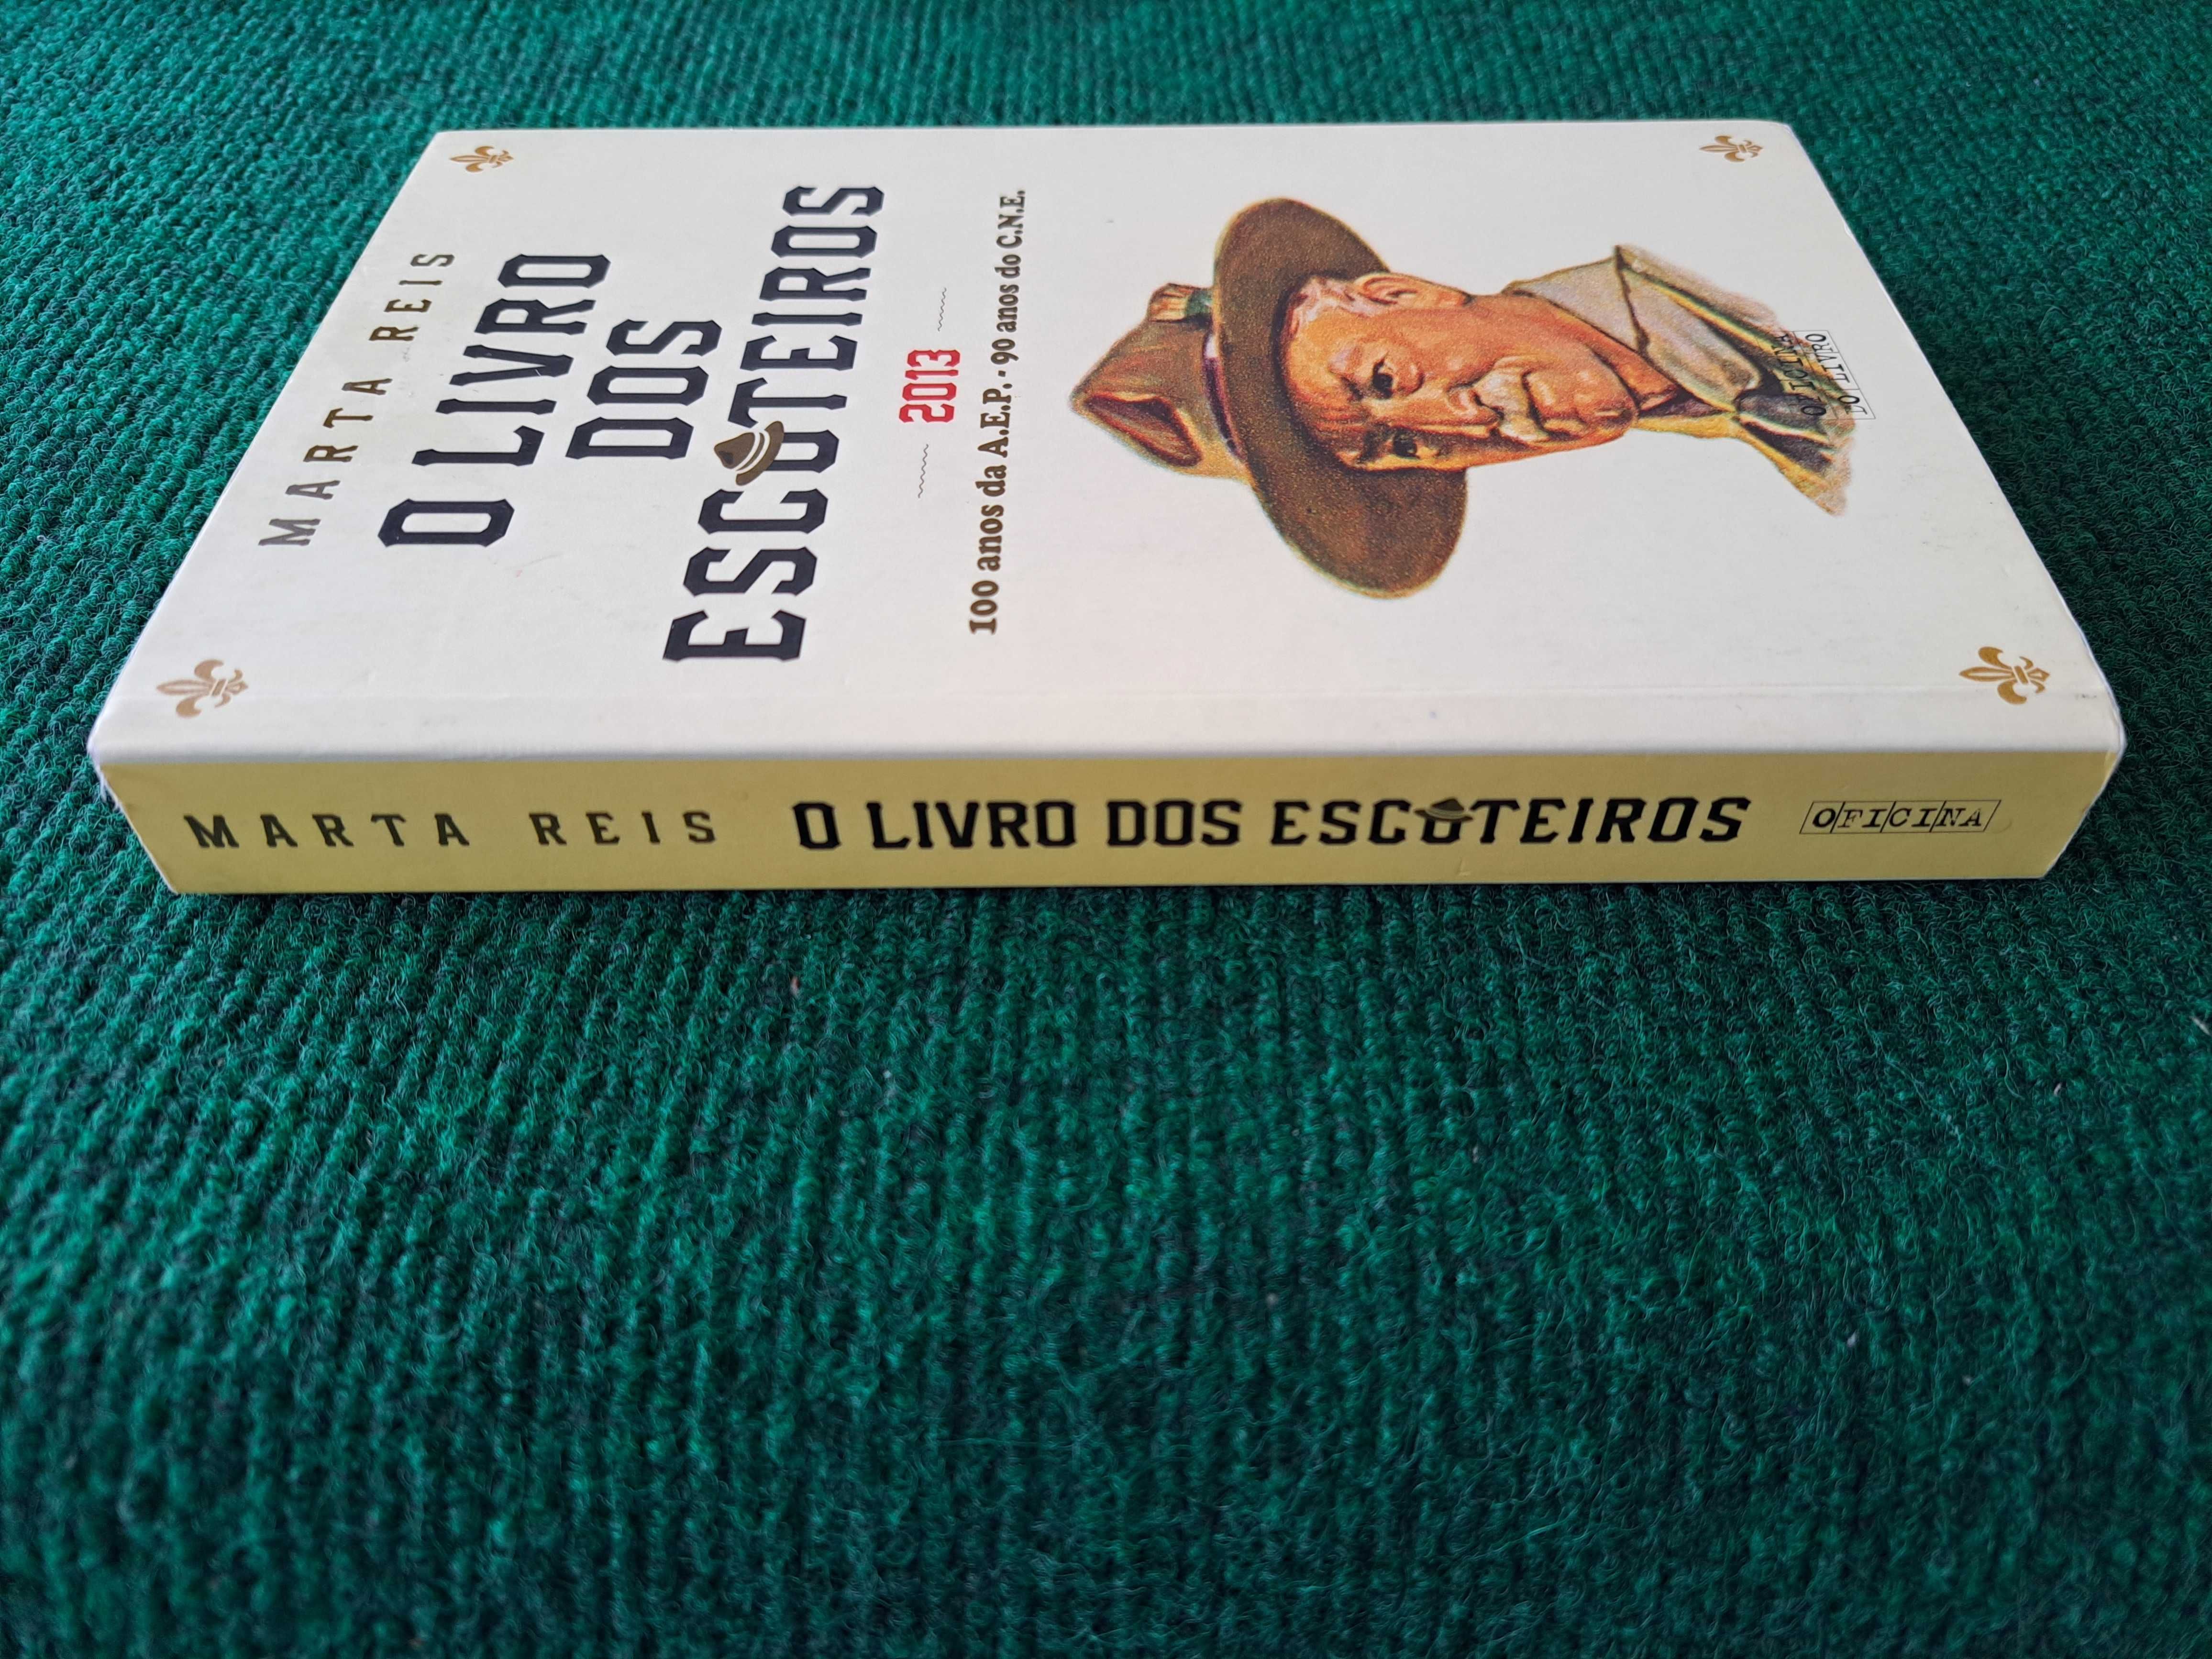 MARTA REIS
O LIVRO
DOS
ESCOTEIROS
2013
100 anos da A.E.P. - 90 anos do C.N.E.
OFICINA
DO LIVRO
MARTA REIS O LIVRO DOS ESCOTEIROS OFICINA